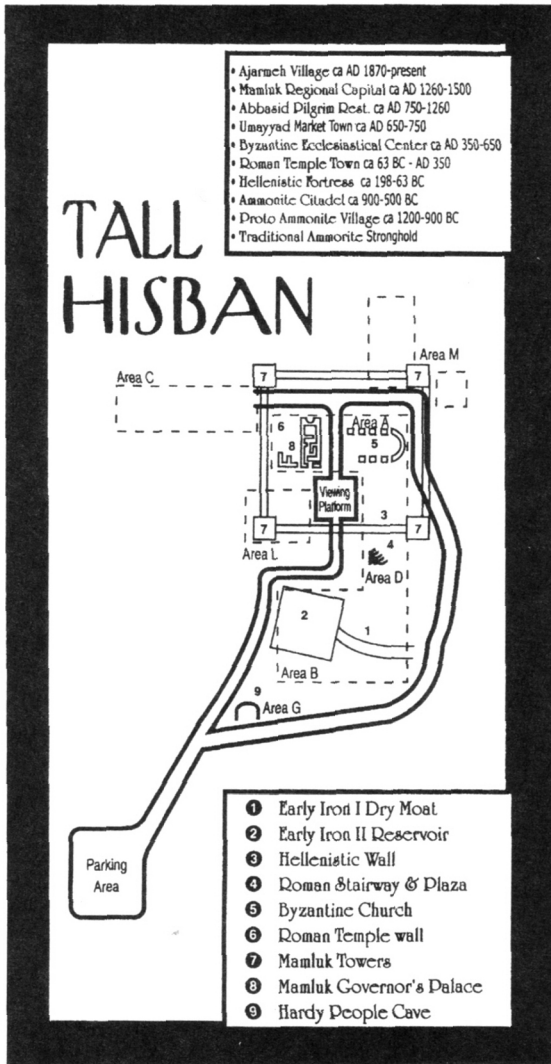 • Ajarmeh Village ca AD 1870-present
• Mamluk Regional Capital ca AD 1260-1500
• Abbasid Pilgrim Rest. ca AD 750-1260
• Umayyad Market Town ca AD 650-750
• Byzantine Ecclesiastical Center ca AD 350-650
• Roman Temple Town ca 63 BC - AD 350
• Hellenistic Fortress ca 198-63 BC
• Ammonite Citadel ca 900-500 BC
• Proto Ammonite Village ca 1200-900 BC
• Traditional Ammorite Stronghold
TALL
HISBAN
Area M
Area C
7
7
6
Area A
5
8
Viewing
Platform
3
7
7
Area L
4
Area D
2
1
Area B
9
Area G
Parking
Area
1 Early Iron I Dry Moat
2 Early Iron II Reservoir
3 Hellenistic Wall
4 Roman Stairway & Plaza
5 Byzantine Church
6 Roman Temple wall
7 Mamluk Towers
8 Mamluk Governor's Palace
9 Hardy People Cave